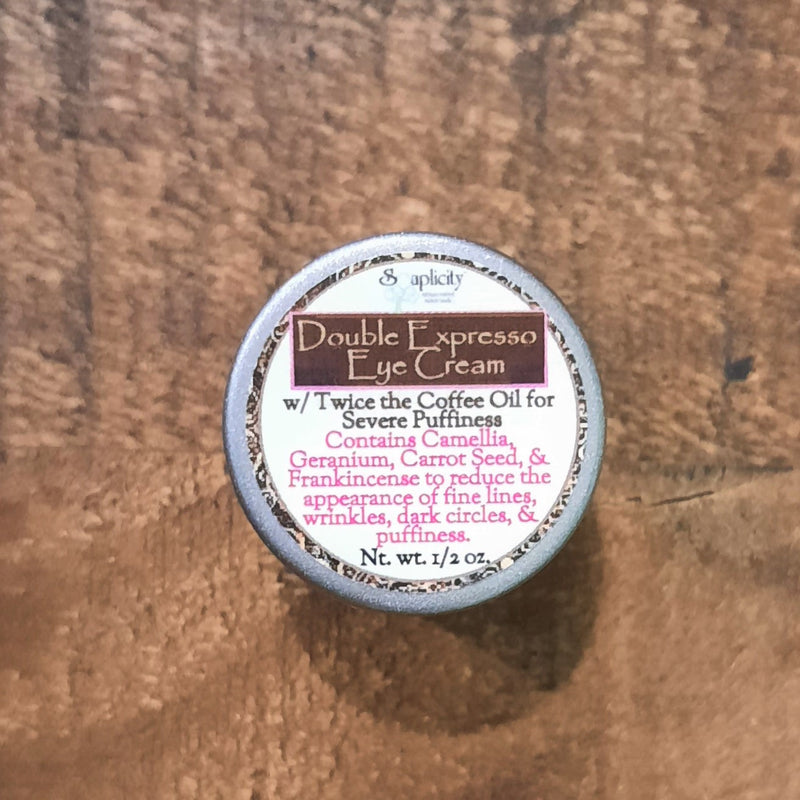 Soaplicity
Double Expresso
Eye Cream
w/ Twice the Coffee Oil for
Severe Puffiness
Contains Camellia,
Geranium, Carrot Seed, &
Frankincense to reduce the
appearance of fine lines,
wrinkles, dark circles, &
puffiness.
Nt. wt. 1/2 oz.